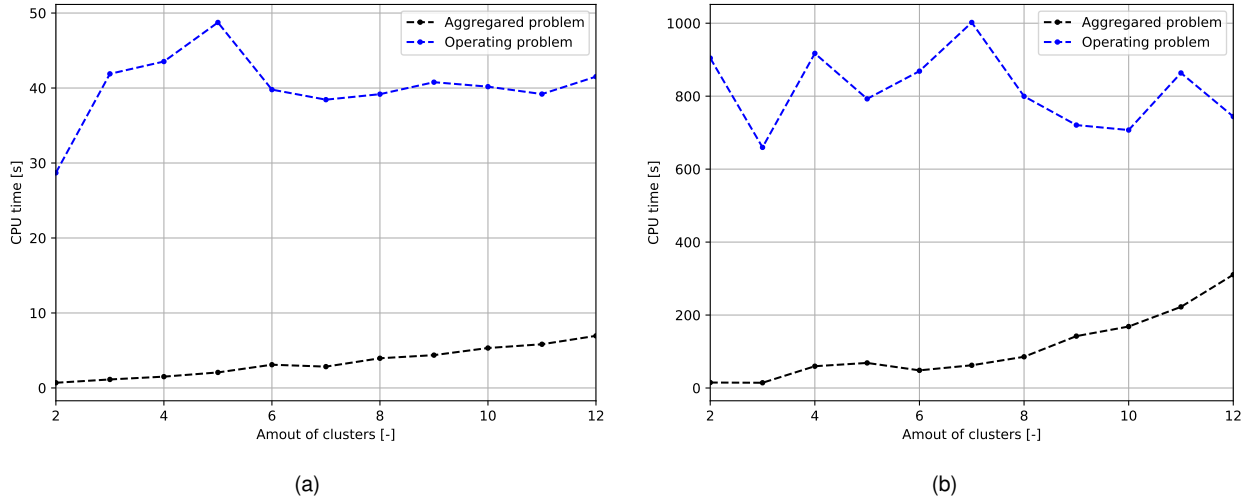 50
40
30
20
10
0
CPU time [s]
2
4
6
8
10
12
Amout of clusters [-]
Aggregared problem
Operating problem
(a)
1000
800
600
400
200
0
CPU time [s]
2
4
6
8
10
12
Amout of clusters [-]
Aggregared problem
Operating problem
(b)